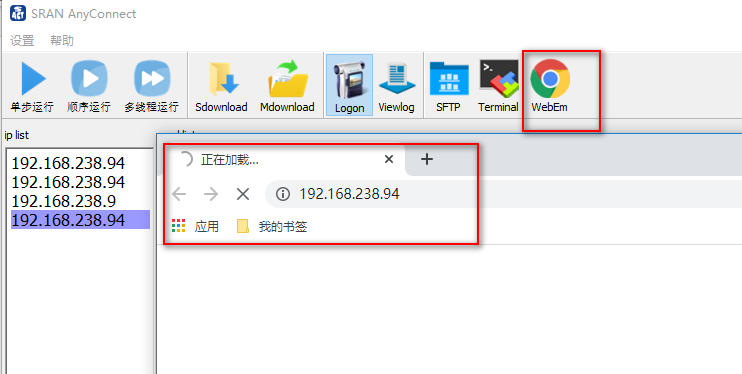 SRAN AnyConnect
设置 帮助
单步运行 顺序运行 多线程运行 Sdownload Mdownload Logon Viewlog SFTP Terminal WebEm
ip list
192.168.238.94
192.168.238.94
192.168.238.9
192.168.238.94
正在加载...
192.168.238.94
应用 我的书签